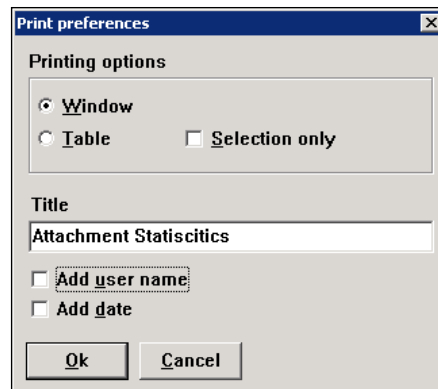 Print preferences
Printing options
Window
Table Selection only
Title
Attachment Statiscitics
Add user name
Add date
Ok Cancel